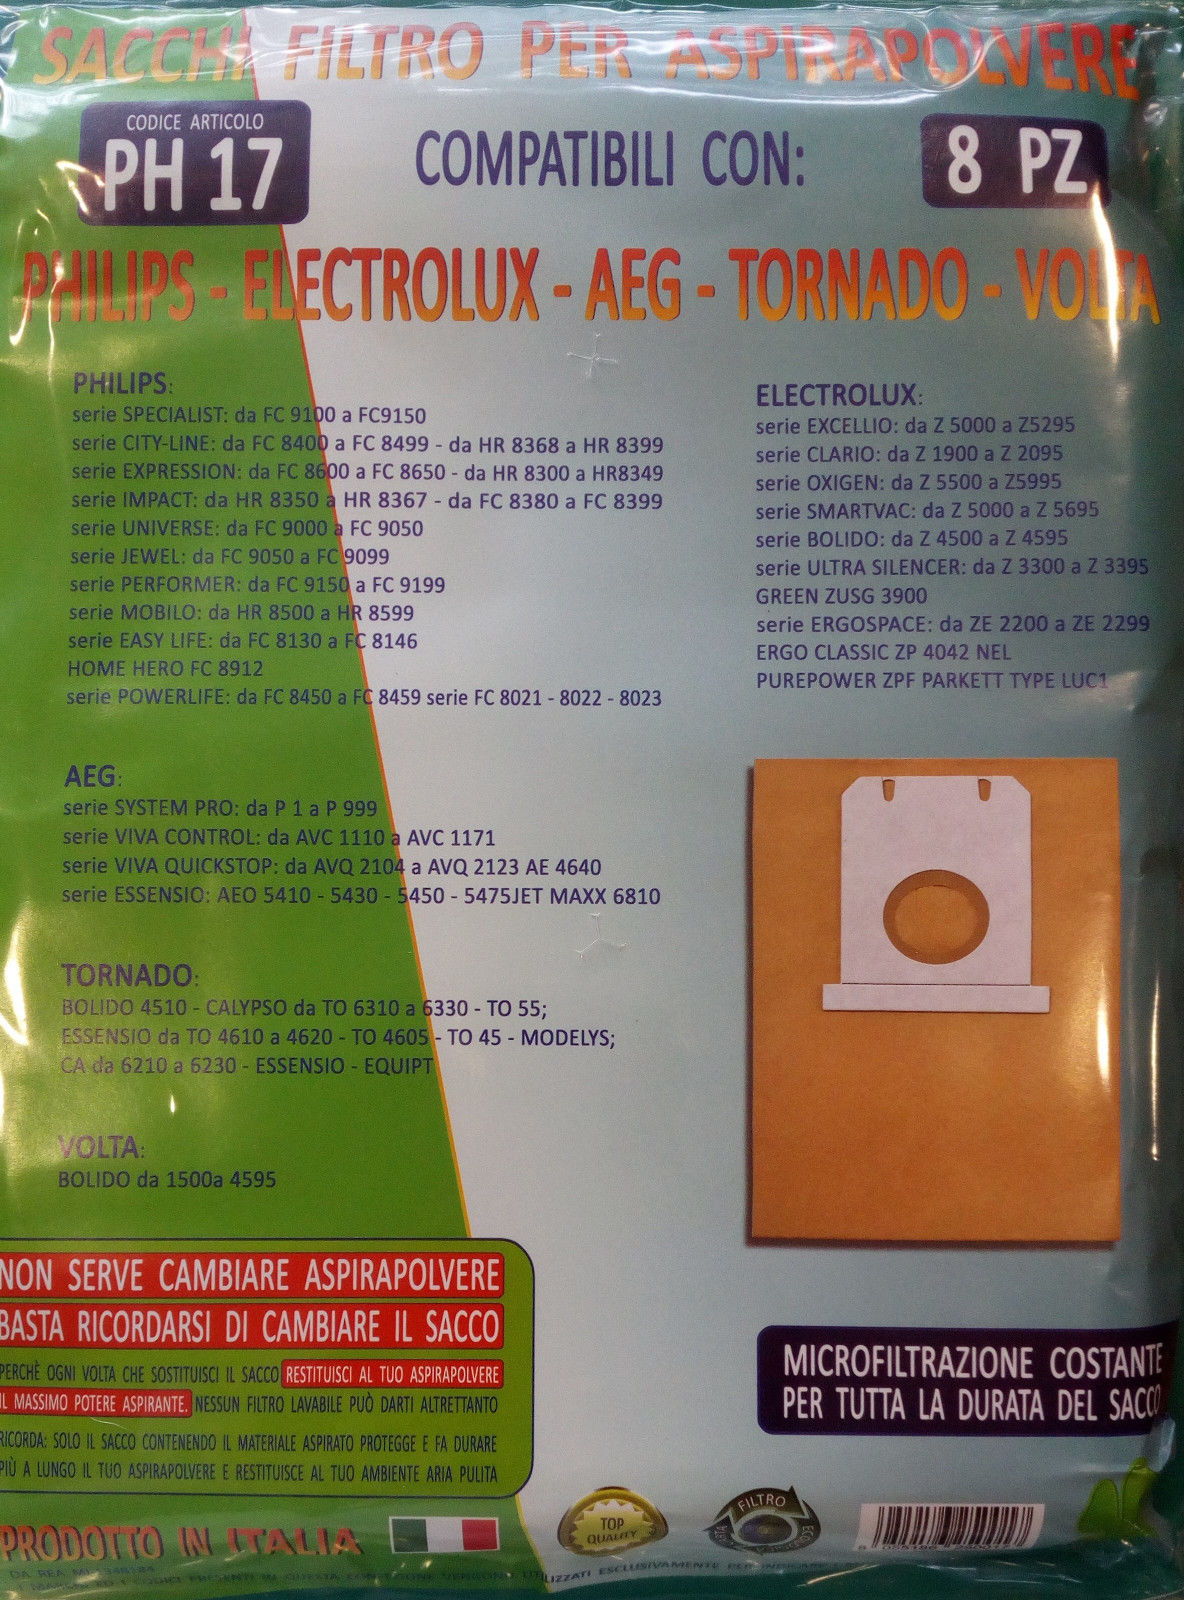 SACCHI FILTRO PER ASPIRAPOLVERE
CODICE ARTICOLO
PH 17
COMPATIBILI CON:
8 PZ
PHILIPS - ELECTROLUX - AEG - TORNADO - VOLTA
PHILIPS:
serie SPECIALIST: da FC 9100 a FC9150
serie CITY-LINE: da FC 8400 a FC 8499 - da HR 8368 a HR 8399
serie EXPRESSION: da FC 8600 a FC 8650 - da HR 8300 a HR8349
serie IMPACT: da HR 8350 a HR 8367 - da FC 8380 a FC 8399
serie UNIVERSE: da FC 9000 a FC 9050
serie JEWEL: da FC 9050 a FC 9099
serie PERFORMER: da FC 9150 a FC 9199
serie MOBILO: da HR 8500 a HR 8599
serie EASY LIFE: da FC 8130 a FC 8146
HOME HERO FC 8912
serie POWERLIFE: da FC 8450 a FC 8459 serie FC 8021 - 8022 - 8023
ELECTROLUX:
serie EXCELLIO: da Z 5000 a Z5295
serie CLARIO: da Z 1900 a Z 2095
serie OXIGEN: da Z 5500 a Z5995
serie SMARTVAC: da Z 5000 a Z 5695
serie BOLIDO: da Z 4500 a Z 4595
serie ULTRA SILENCER: da Z 3300 a Z 3395
GREEN ZUSG 3900
serie ERGOSPACE: da ZE 2200 a ZE 2299
ERGO CLASSIC ZP 4042 NEL
PUREPOWER ZPF PARKETT TYPE LUC1
AEG:
serie SYSTEM PRO: da P 1 a P 999
serie VIVA CONTROL: da AVC 1110 a AVC 1171
serie VIVA QUICKSTOP: da AVQ 2104 a AVQ 2123 AE 4640
serie ESSENSIO: AEO 5410 - 5430 - 5450 - 5475JET MAXX 6810
TORNADO:
BOLIDO 4510 - CALYPSO da TO 6310 a 6330 - TO 55;
ESSENSIO da TO 4610 a 4620 - TO 4605 - TO 45 - MODELYS;
CA da 6210 a 6230 - ESSENSIO - EQUIPT
VOLTA:
BOLIDO da 1500a 4595
NON SERVE CAMBIARE ASPIRAPOLVERE
BASTA RICORDARSI DI CAMBIARE IL SACCO
PERCHÈ OGNI VOLTA CHE SOSTITUISCI IL SACCO RESTITUISCI AL TUO ASPIRAPOLVERE
IL MASSIMO POTERE ASPIRANTE. NESSUN FILTRO LAVABILE PUÒ DARTI ALTRETTANTO
RICORDA: SOLO IL SACCO CONTENENDO IL MATERIALE ASPIRATO PROTEGGE E FA DURARE
PIÙ A LUNGO IL TUO ASPIRAPOLVERE E RESTITUISCE AL TUO AMBIENTE ARIA PULITA
MICROFILTRAZIONE COSTANTE
PER TUTTA LA DURATA DEL SACCO
PRODOTTO IN ITALIA
TOP
QUALITY
FILTRO
DA REA MI
I MARCHI ED I CODICI PRESENTI IN QUESTA CONFEZIONE VENGONO UTILIZZATI ESCLUSIVAMENTE PER INDICARE